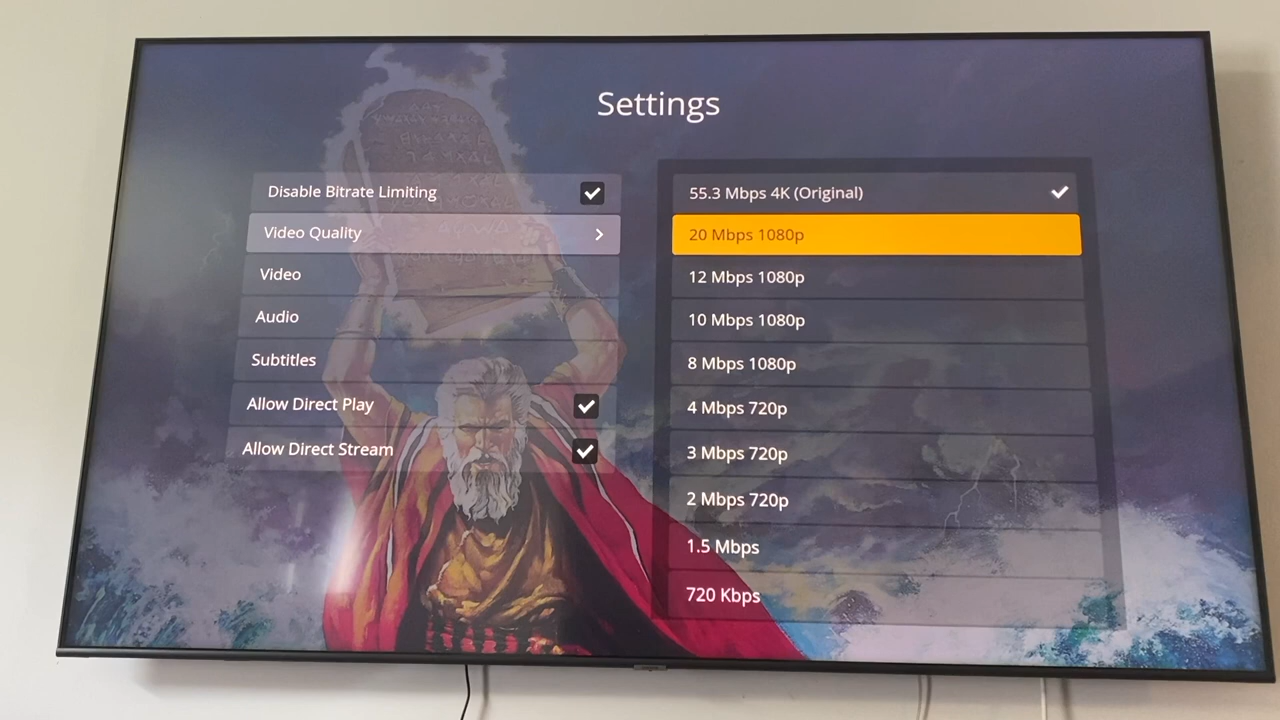 Settings
Disable Bitrate Limiting
Video Quality
Video
Audio
Subtitles
Allow Direct Play
Allow Direct Stream
55.3 Mbps 4K (Original)
20 Mbps 1080p
12 Mbps 1080p
10 Mbps 1080p
8 Mbps 1080p
4 Mbps 720p
3 Mbps 720p
2 Mbps 720p
1.5 Mbps
720 Kbps